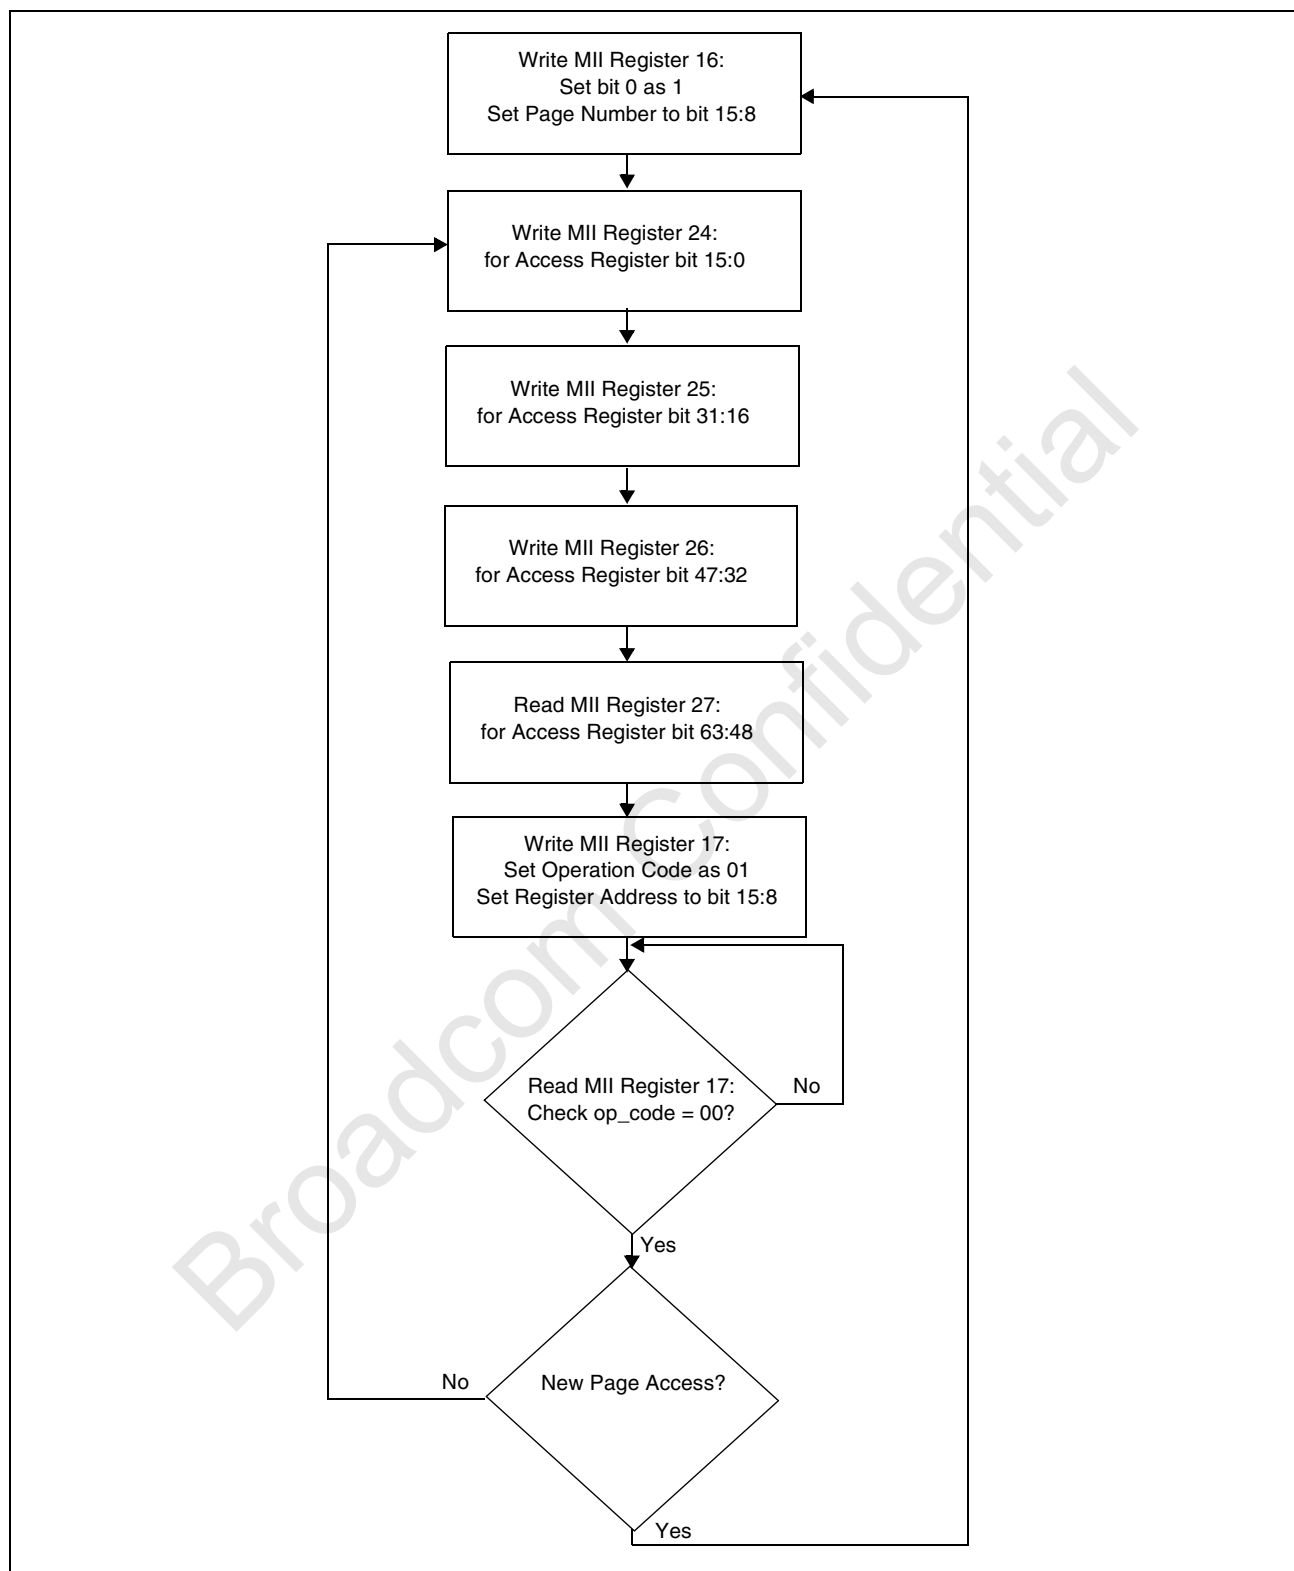 Write MII Register 16:
Set bit 0 as 1
Set Page Number to bit 15:8
Write MII Register 24:
for Access Register bit 15:0
Write MII Register 25:
for Access Register bit 31:16
Write MII Register 26:
for Access Register bit 47:32
Read MII Register 27:
for Access Register bit 63:48
Write MII Register 17:
Set Operation Code as 01
Set Register Address to bit 15:8
Read MII Register 17:
Check op_code = 00?
No
Yes
New Page Access?
No
Yes
Broadcom Confidential